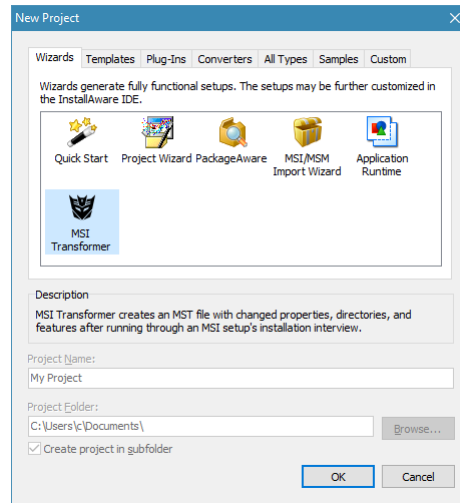 New Project
Wizards Templates Plug-Ins Converters All Types Samples Custom
Wizards generate fully functional setups. The setups may be further customized in
the InstallAware IDE.
Quick Start Project Wizard PackageAware MSI/MSM Application
Import Wizard Runtime
MSI
Transformer
Description
MSI Transformer creates an MST file with changed properties, directories, and
features after running through an MSI setup's installation interview.
Project Name:
My Project
Project Folder:
C:\Users\c\Documents\
Browse...
Create project in subfolder
OK Cancel